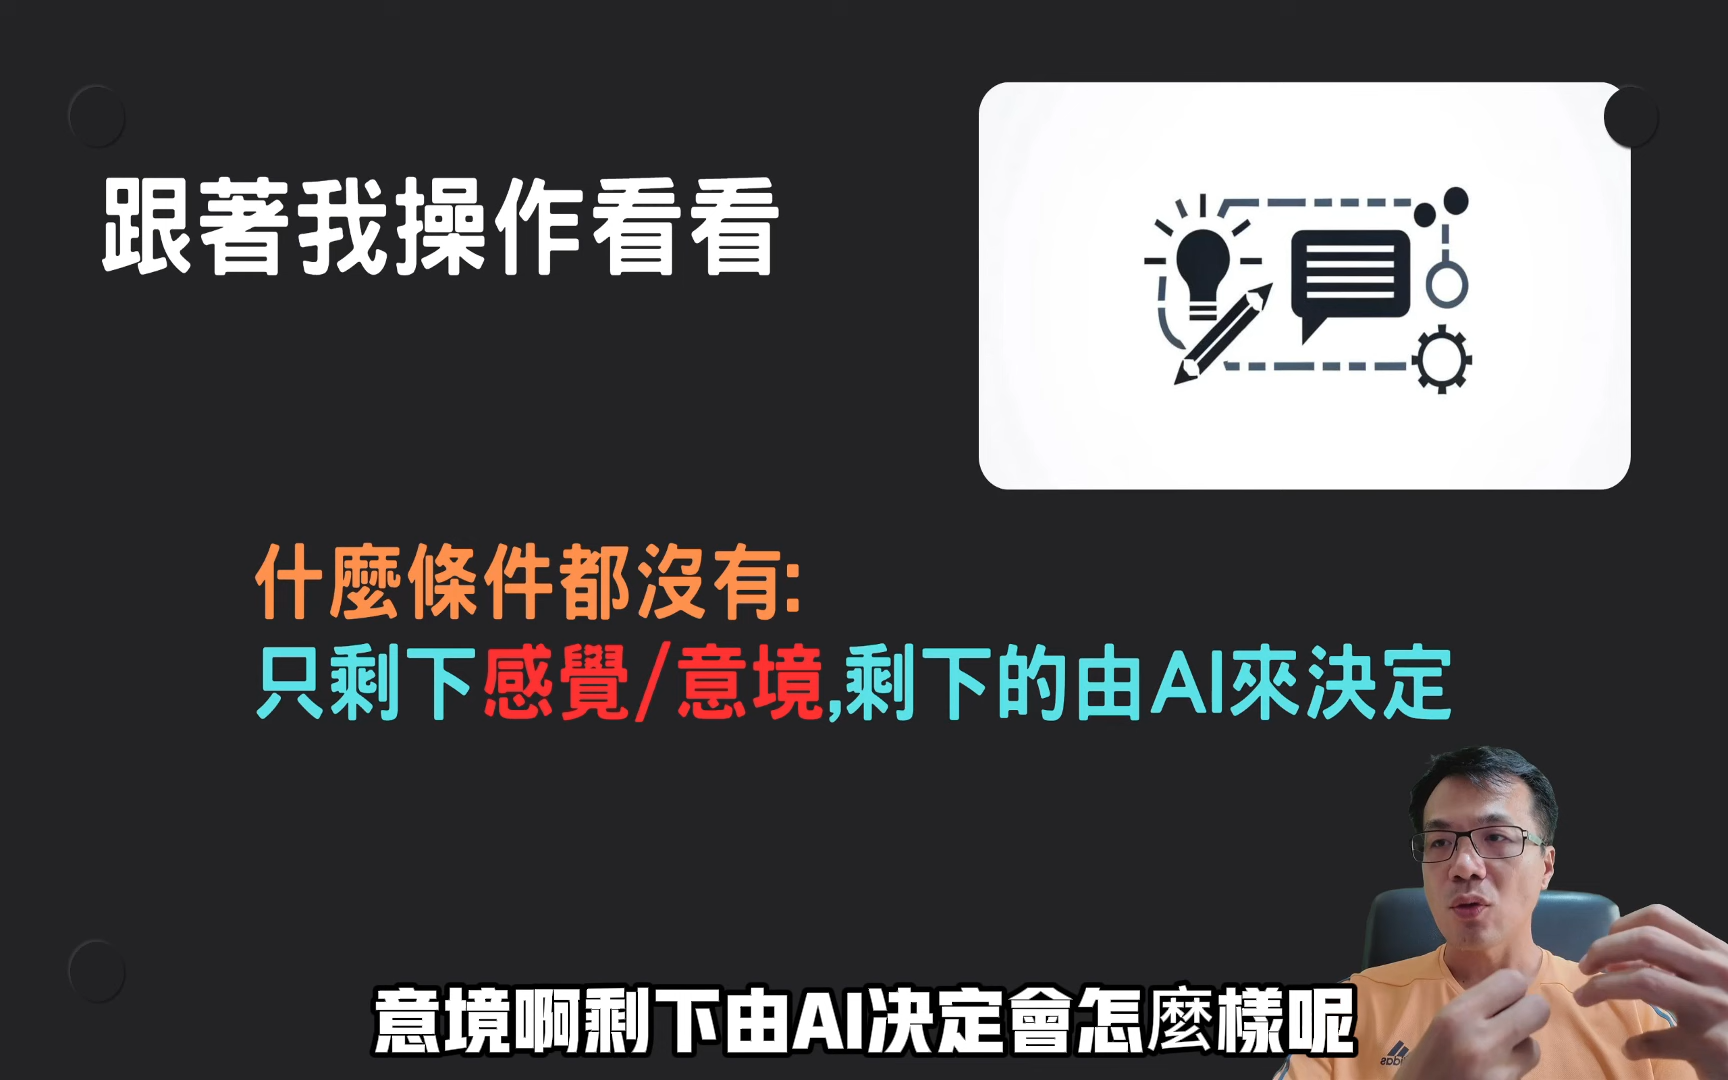 跟著我操作看看
什麼條件都沒有:
只剩下感覺/意境,剩下的由AI來決定
意境啊剩下由AI決定會怎麼樣呢
adidas